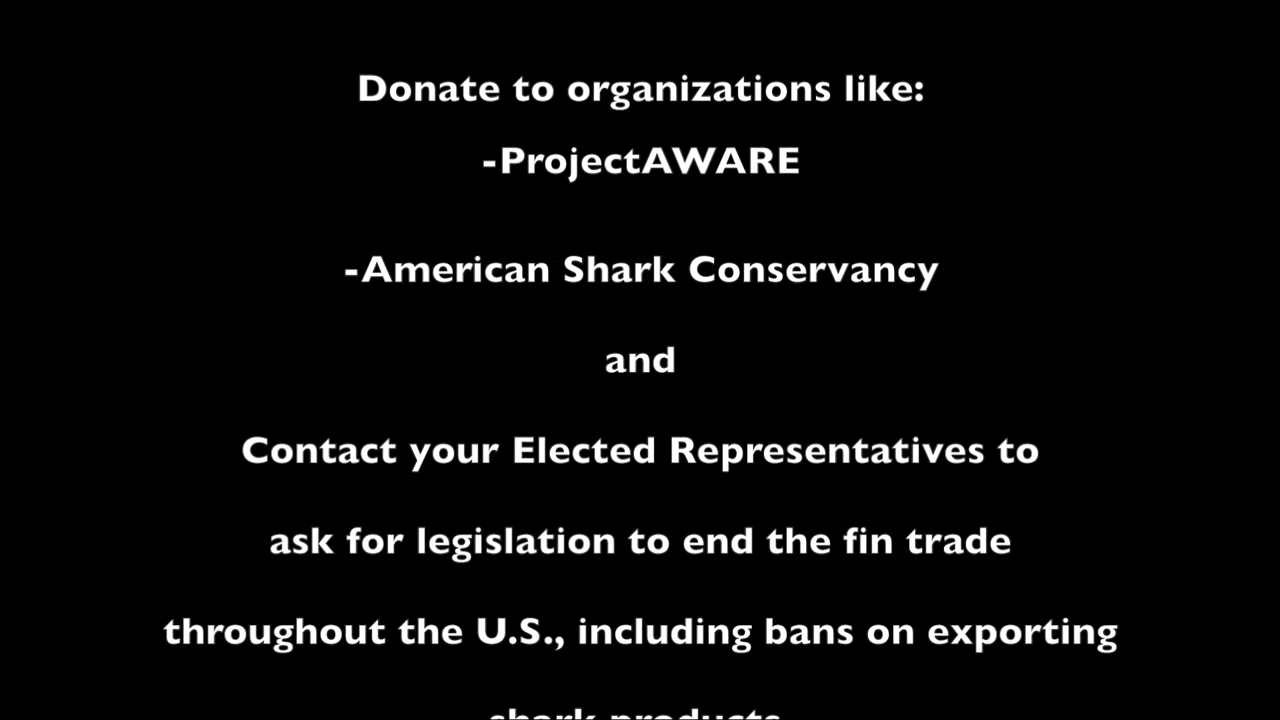 Donate to organizations like:
-ProjectAWARE
-American Shark Conservancy
and
Contact your Elected Representatives to
ask for legislation to end the fin trade
throughout the U.S., including bans on exporting
shark products